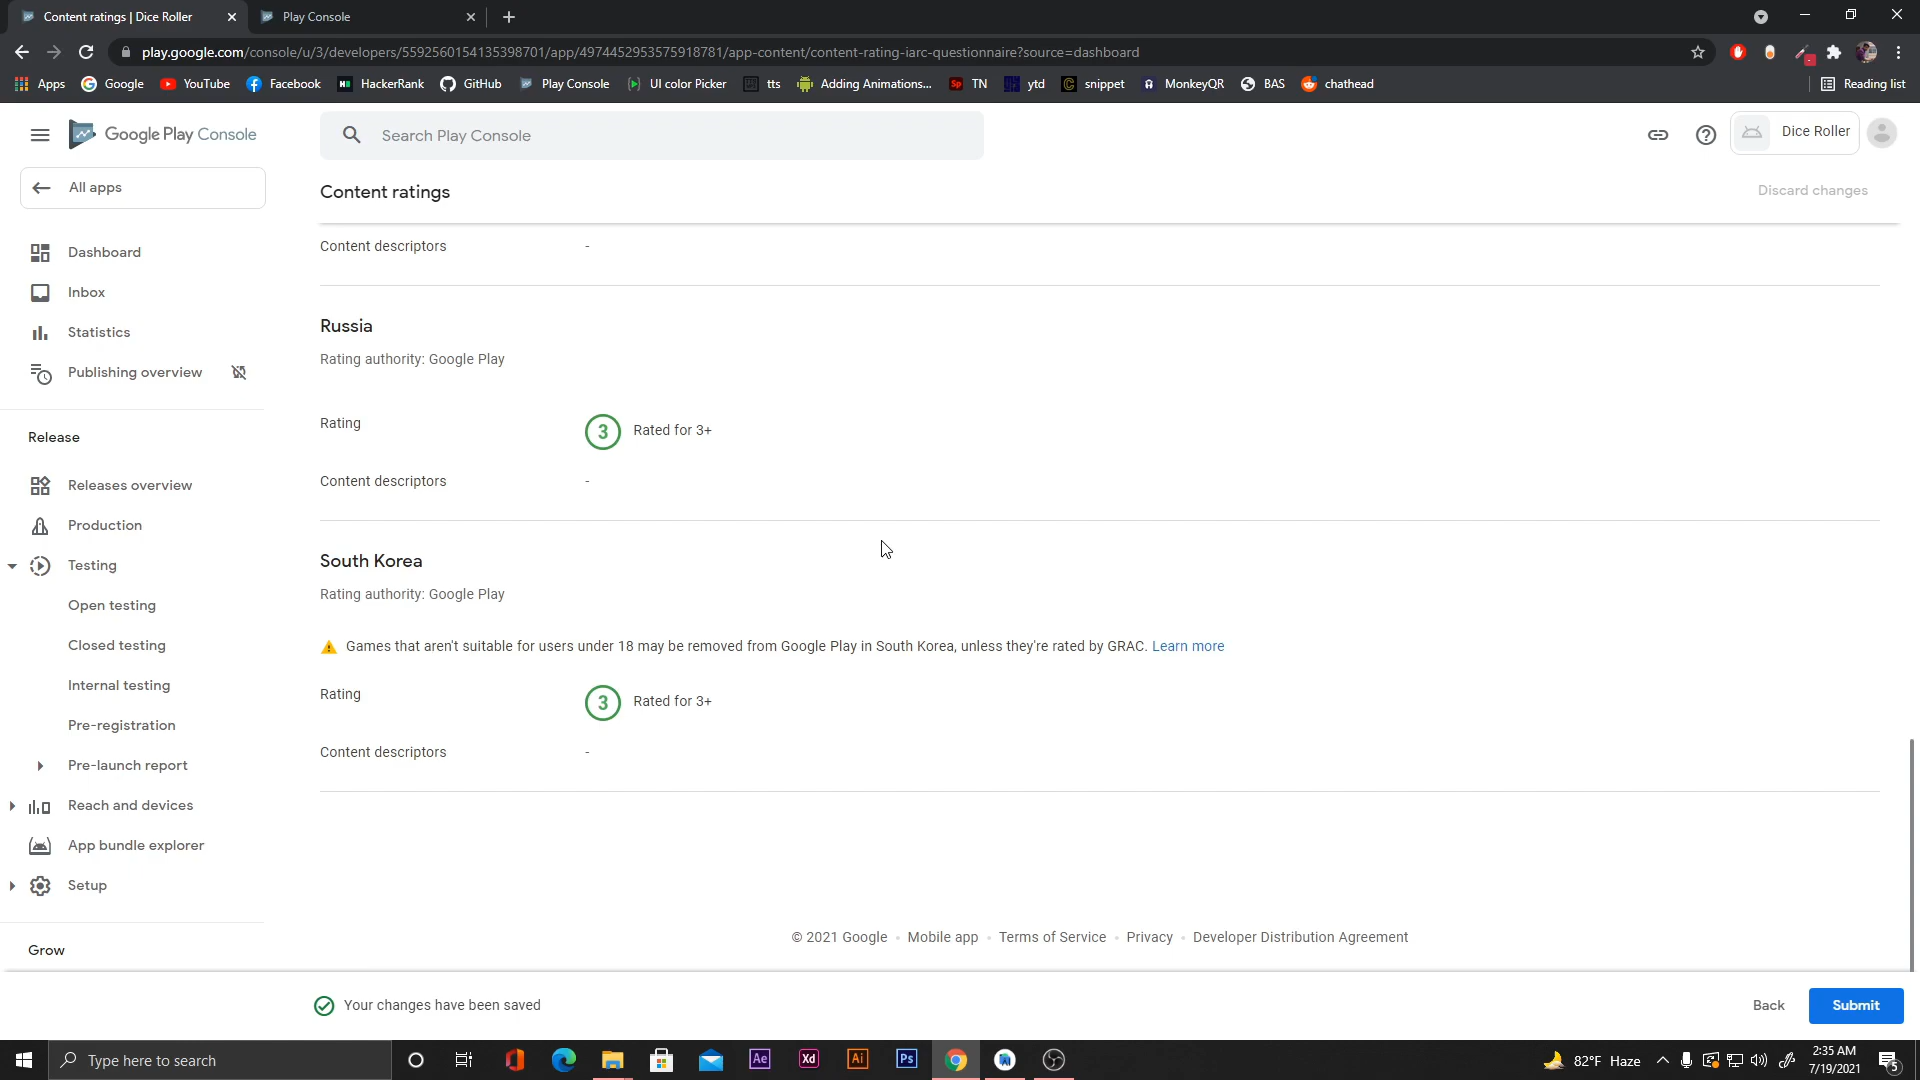 Content ratings | Dice Roller
Play Console
play.google.com/console/u/3/developers/5592560154135398701/app/4974452953575918781/app-content/content-rating-iarc-questionnaire?source=dashboard
Apps
Google
YouTube
Facebook
HackerRank
GitHub
Play Console
UI color Picker
tts
Adding Animations...
TN
ytd
snippet
MonkeyQR
BAS
chathead
Reading list
Google Play Console
Search Play Console
Dice Roller
All apps
Content ratings
Discard changes
Dashboard
Inbox
Statistics
Publishing overview
Release
Releases overview
Production
Testing
Open testing
Closed testing
Internal testing
Pre-registration
Pre-launch report
Reach and devices
App bundle explorer
Setup
Grow
Content descriptors -
Russia
Rating authority: Google Play
Rating 3 Rated for 3+
Content descriptors -
South Korea
Rating authority: Google Play
Games that aren't suitable for users under 18 may be removed from Google Play in South Korea, unless they're rated by GRAC. Learn more
Rating 3 Rated for 3+
Content descriptors -
© 2021 Google • Mobile app • Terms of Service • Privacy • Developer Distribution Agreement
Your changes have been saved
Back
Submit
Type here to search
Ae
Xd
Ai
Ps
82°F Haze
2:35 AM
7/19/2021
5